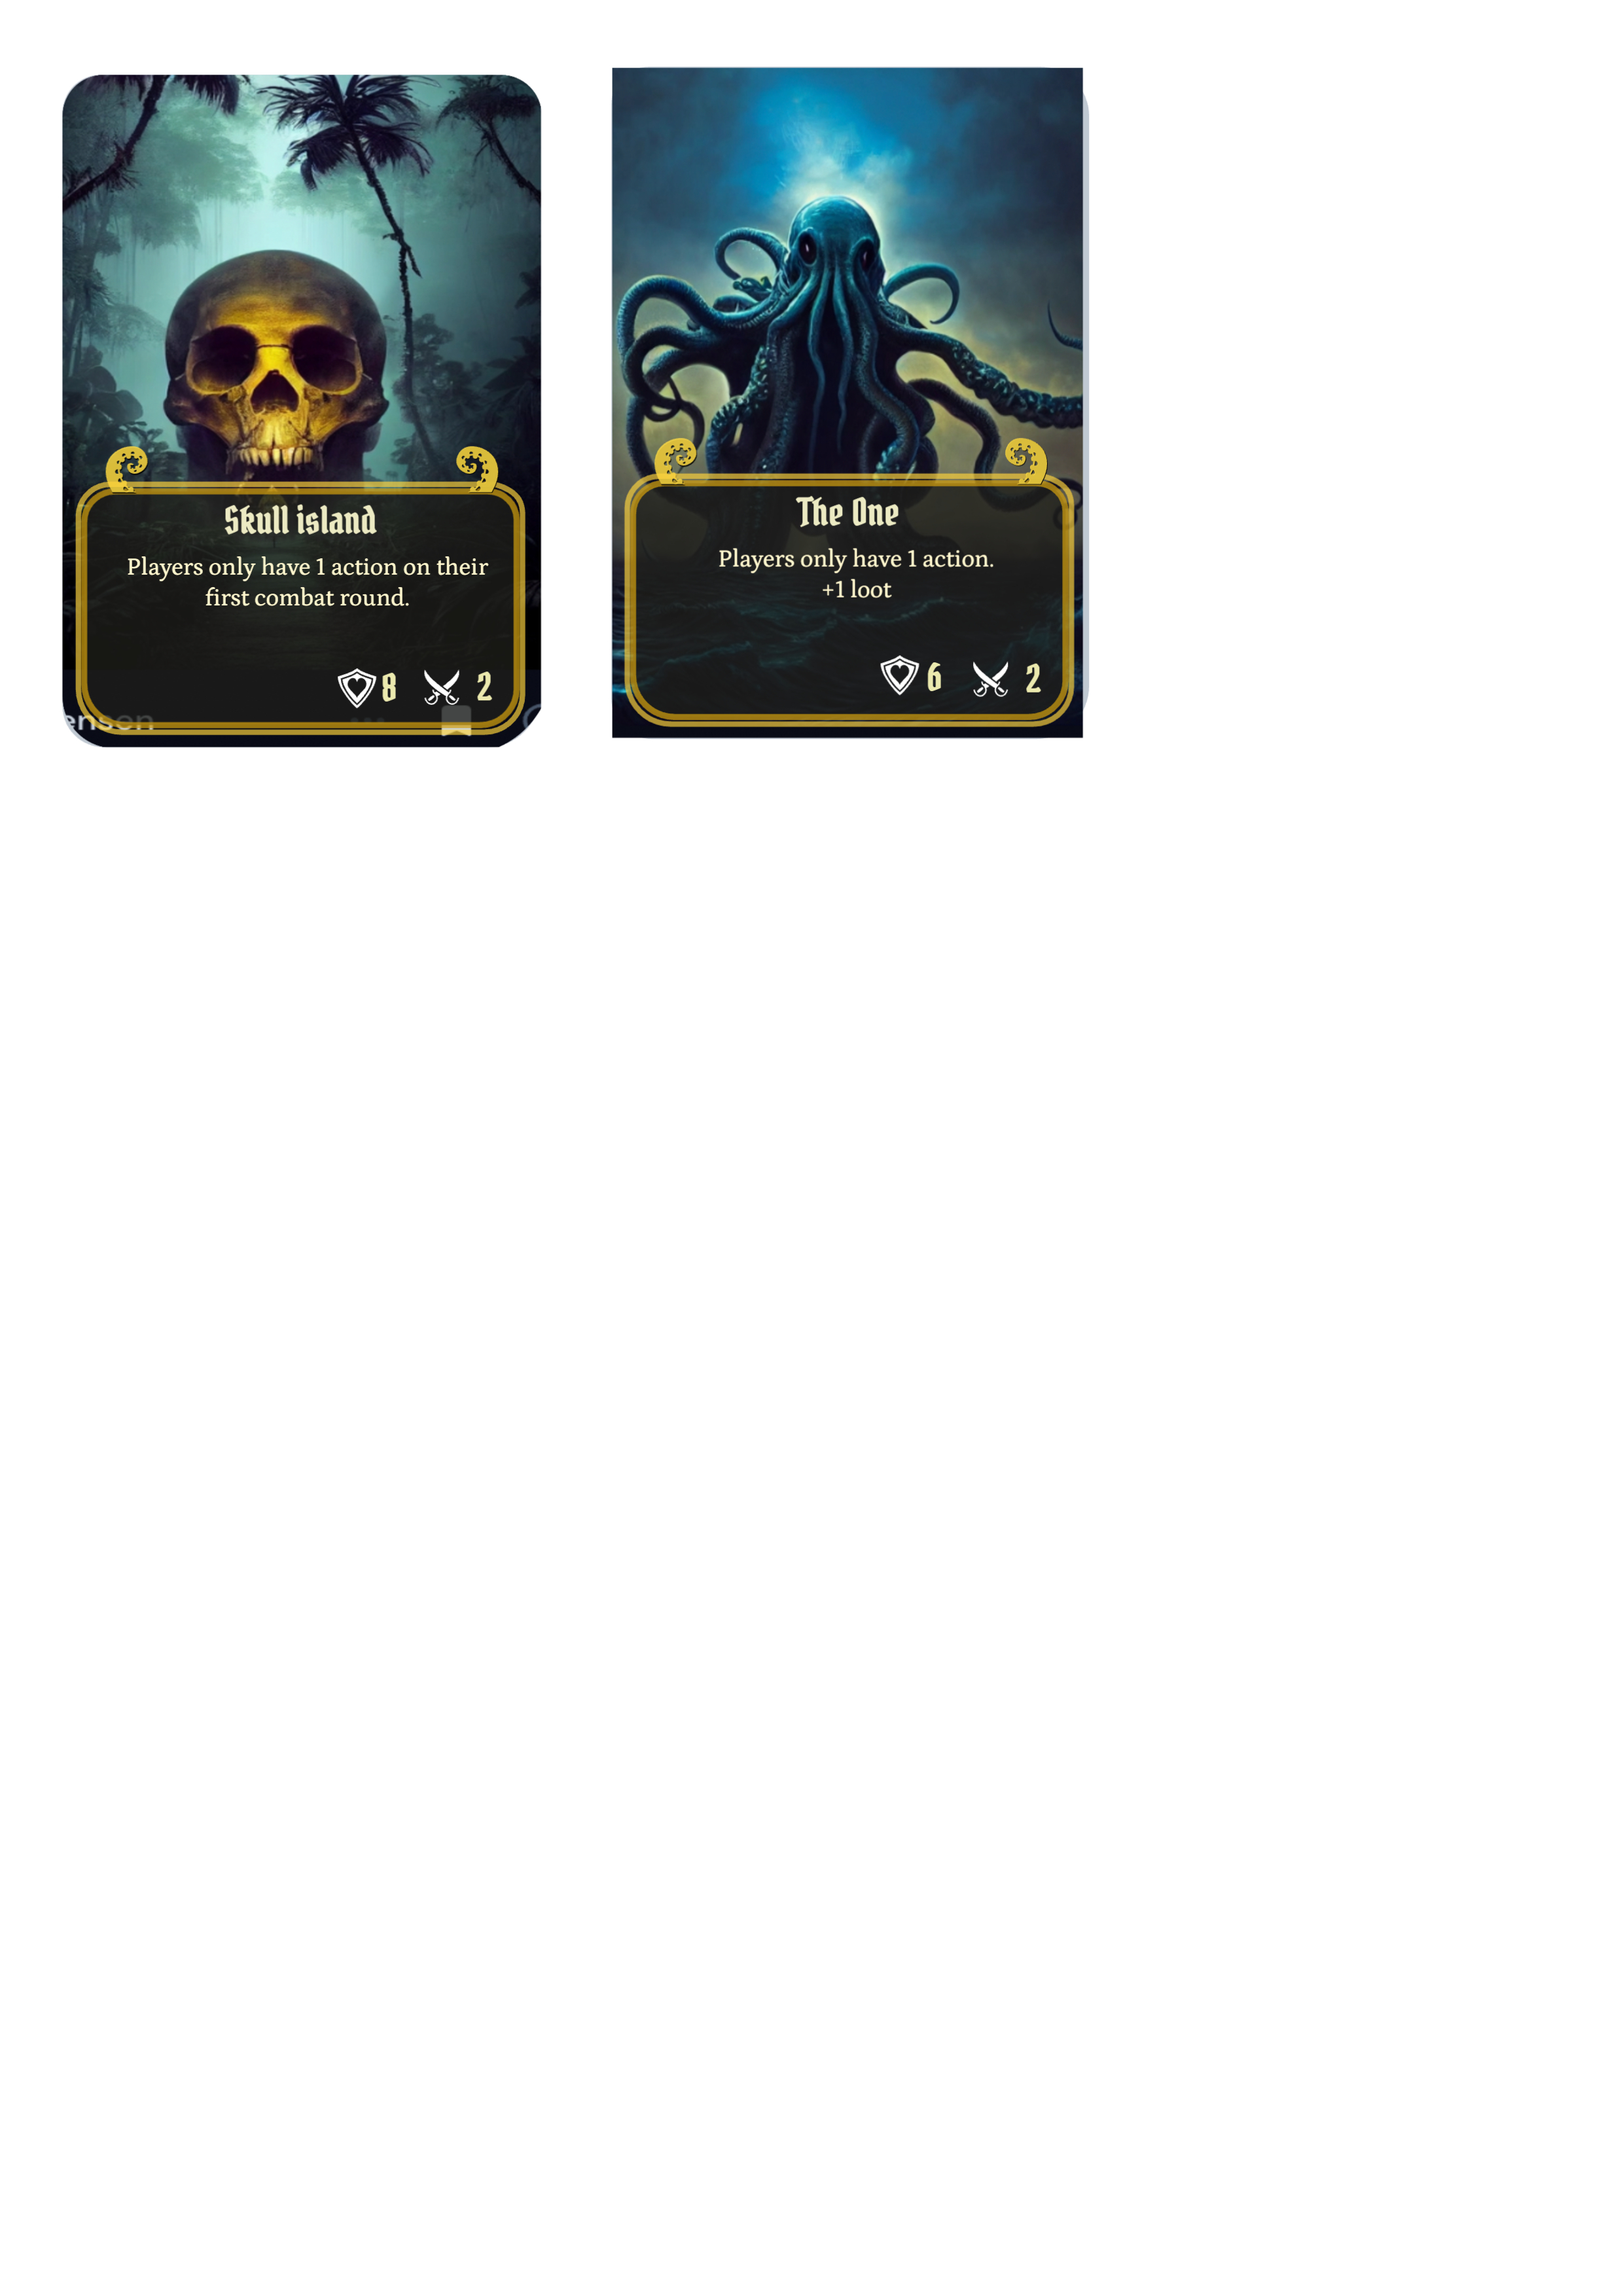 Skull island
Players only have 1 action on their
first combat round.
8 2
ensen
The One
Players only have 1 action.
+1 loot
6 2